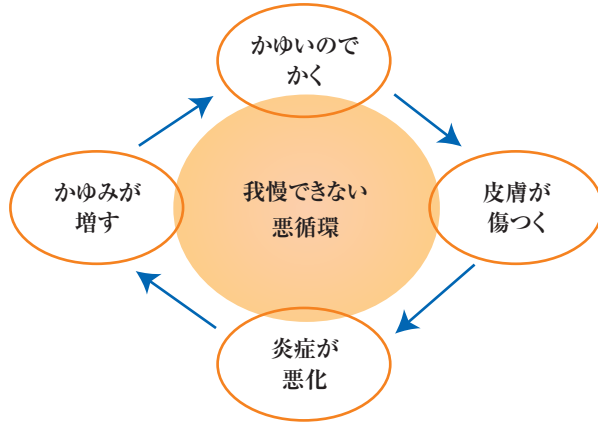 かゆいので
かく
我慢できない
悪循環
皮膚が
傷つく
炎症が
悪化
かゆみが
増す